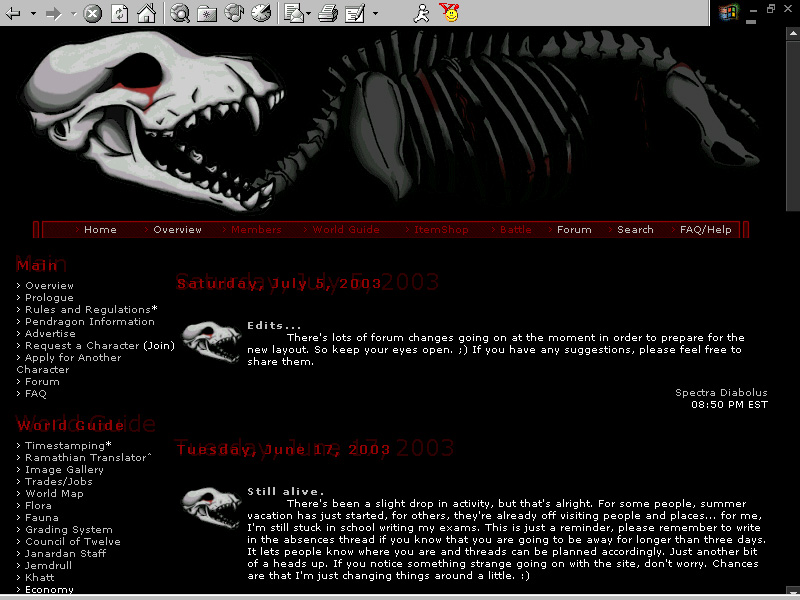 > Home > Overview > Members > World Guide > ItemShop > Battle > Forum > Search > FAQ/Help
Main
> Overview
> Prologue
> Rules and Regulations*
> Pendragon Information
> Advertise
> Request a Character (Join)
> Apply for Another
Character
> Forum
> FAQ
World Guide
> Timestamping*
> Ramathian Translator^
> Image Gallery
> Trades/Jobs
> World Map
> Flora
> Fauna
> Grading System
> Council of Twelve
> Janardan Staff
> Jemdrull
> Khatt
> Economy
Saturday, July 5, 2003
Edits...
There's lots of forum changes going on at the moment in order to prepare for the
new layout. So keep your eyes open. ;) If you have any suggestions, please feel free to
share them.
Spectra Diabolus
08:50 PM EST
Tuesday, June 17, 2003
Still alive.
There's been a slight drop in activity, but that's alright. For some people, summer
vacation has just started, for others, they're already off visiting people and places... for me,
I'm still stuck in school writing my exams. This is just a reminder, please remember to write
in the absences thread if you know that you are going to be away for longer than three days.
It lets people know where you are and threads can be planned accordingly. Just another bit
of a heads up. If you notice something strange going on with the site, don't worry. Chances
are that I'm just changing things around a little. :)